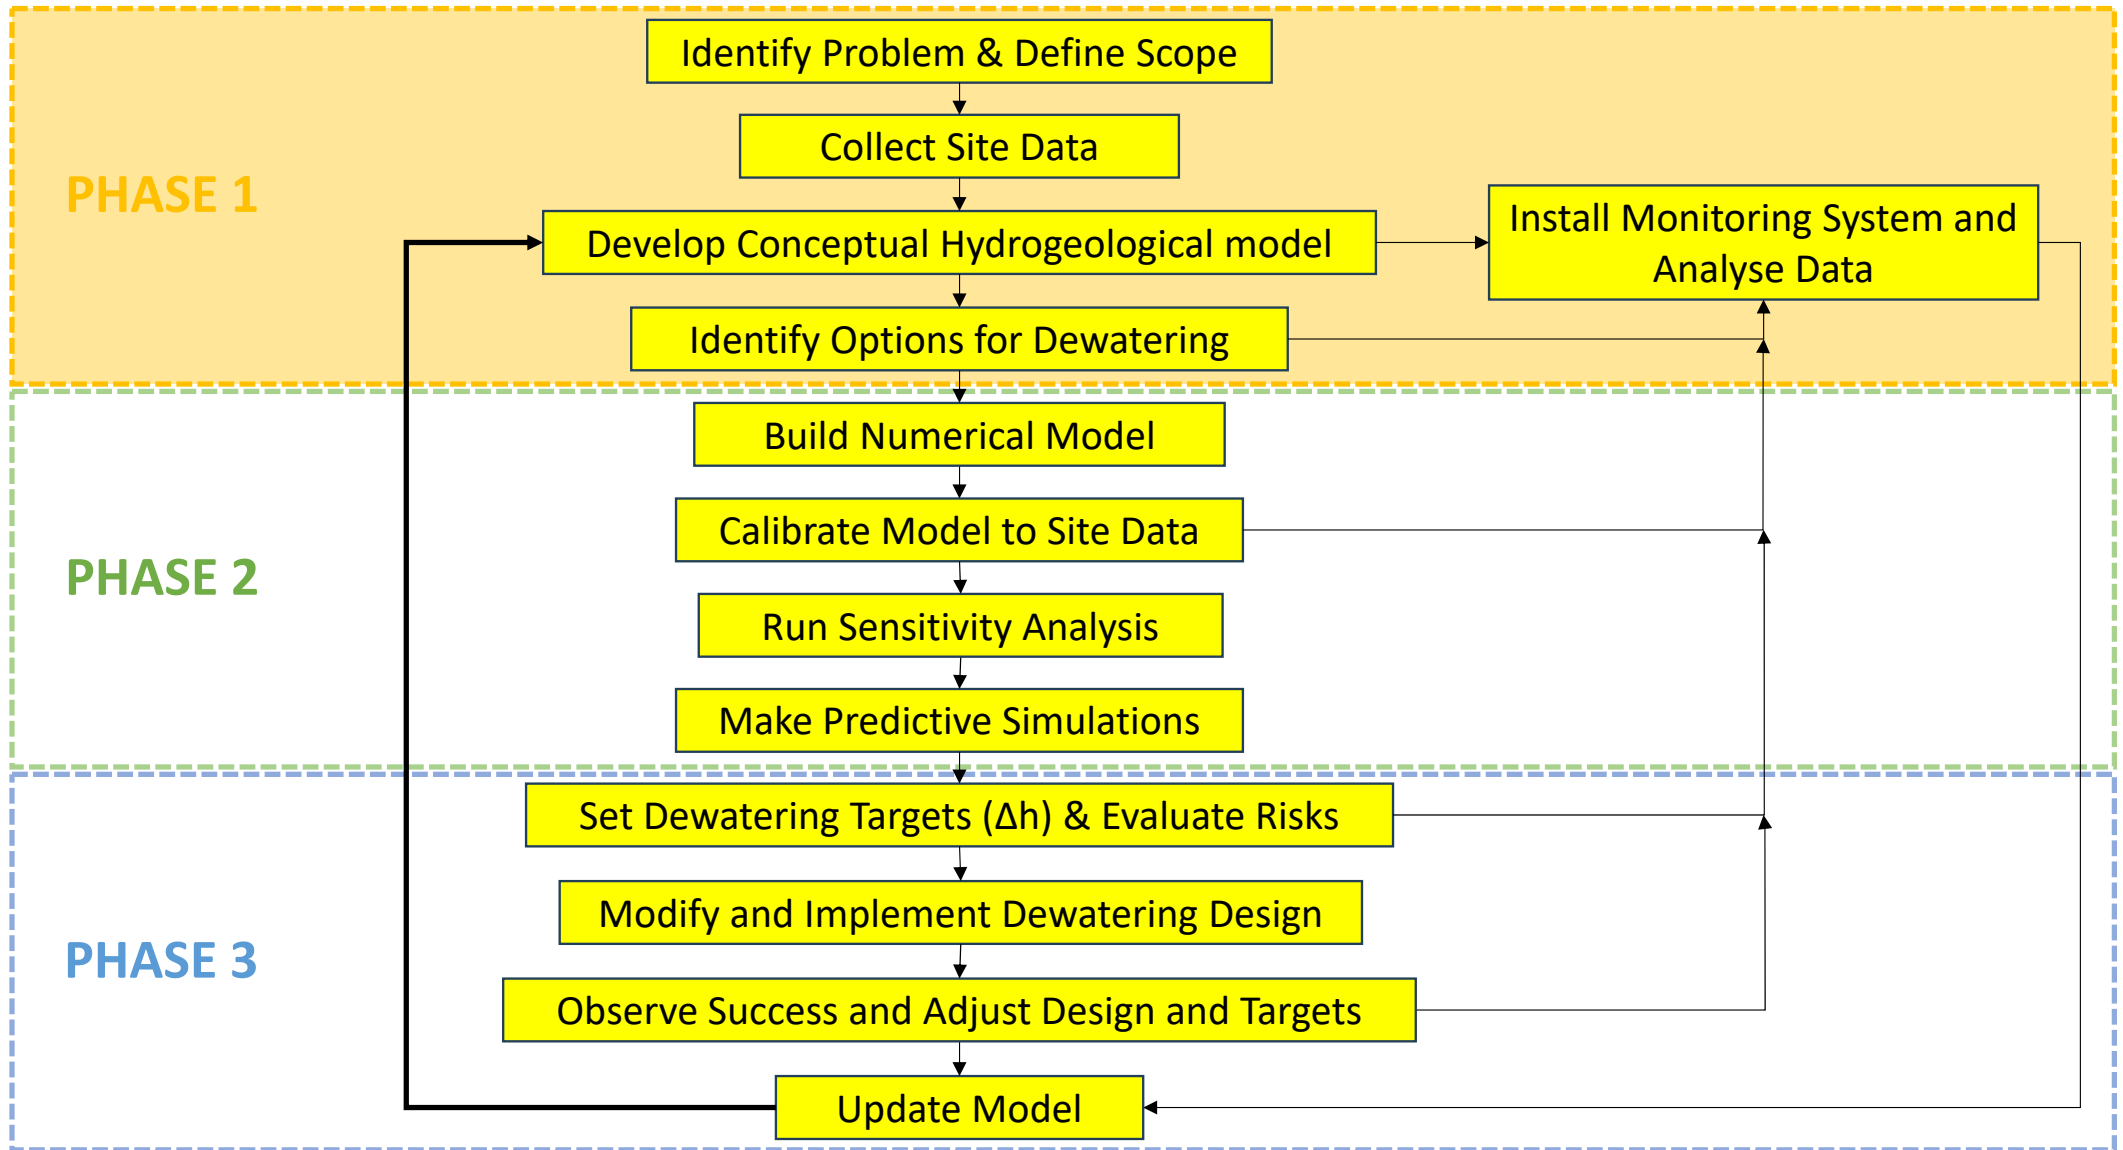 Identify Problem & Define Scope
Collect Site Data
PHASE 1
Develop Conceptual Hydrogeological model
Install Monitoring System and
Analyse Data
Identify Options for Dewatering
Build Numerical Model
Calibrate Model to Site Data
PHASE 2
Run Sensitivity Analysis
Make Predictive Simulations
Set Dewatering Targets (Δh) & Evaluate Risks
Modify and Implement Dewatering Design
PHASE 3
Observe Success and Adjust Design and Targets
Update Model